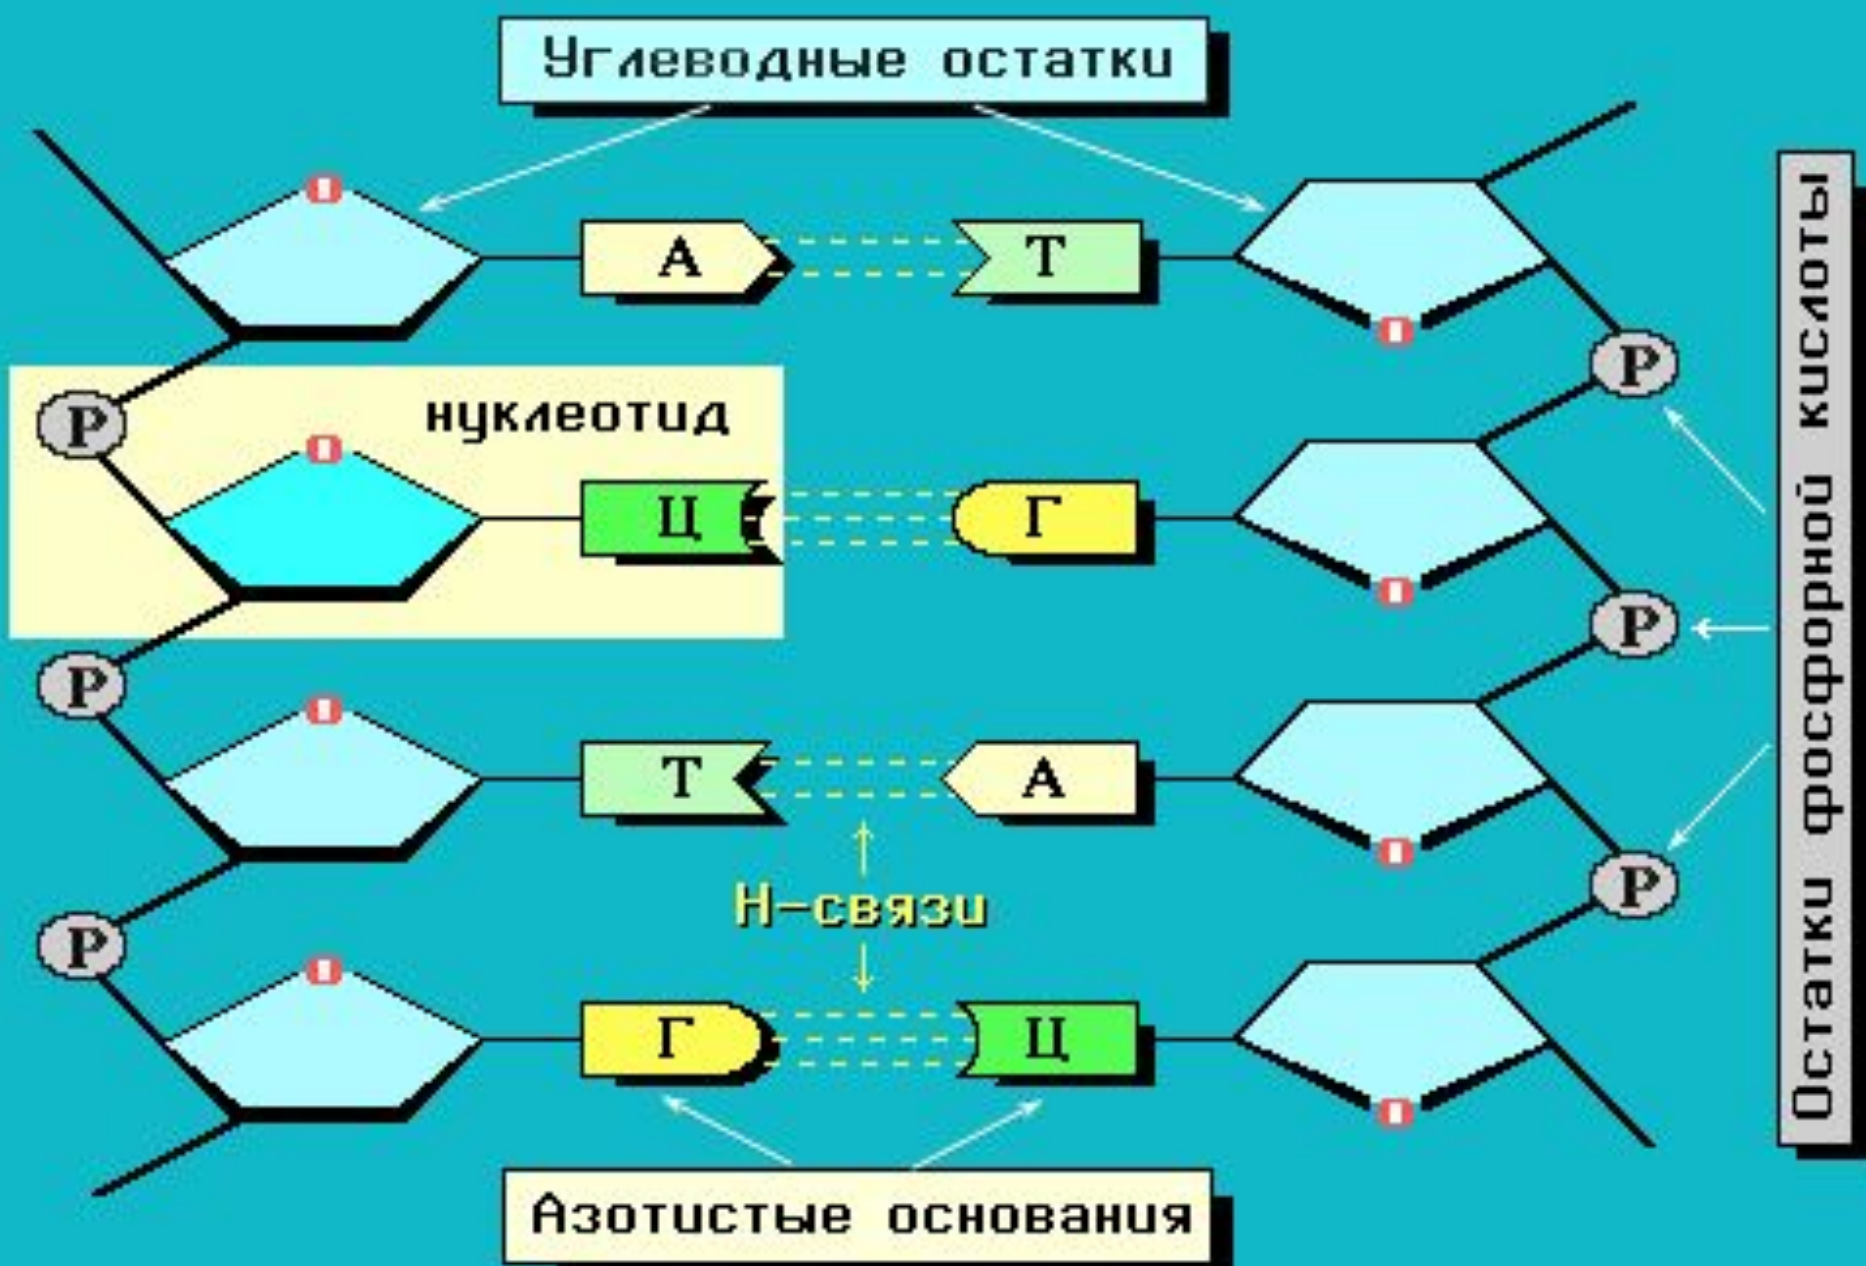 Углеводные остатки
А
Т
Р
Р
нуклеотид
Ц
Г
Р
Р
Т
А
Р
Н-связи
Р
Г
Ц
Азотистые основания
Остатки фосфорной кислоты